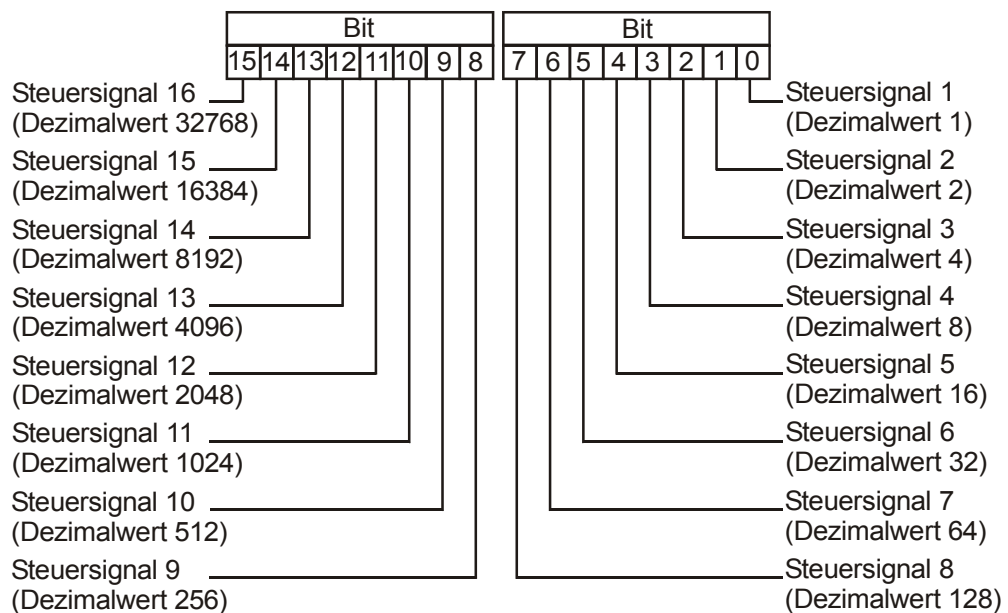 Bit
Bit
15 14 13 12 11 10 9 8
7 6 5 4 3 2 1 0
Steuersignal 16
(Dezimalwert 32768)
Steuersignal 15
(Dezimalwert 16384)
Steuersignal 14
(Dezimalwert 8192)
Steuersignal 13
(Dezimalwert 4096)
Steuersignal 12
(Dezimalwert 2048)
Steuersignal 11
(Dezimalwert 1024)
Steuersignal 10
(Dezimalwert 512)
Steuersignal 9
(Dezimalwert 256)
Steuersignal 1
(Dezimalwert 1)
Steuersignal 2
(Dezimalwert 2)
Steuersignal 3
(Dezimalwert 4)
Steuersignal 4
(Dezimalwert 8)
Steuersignal 5
(Dezimalwert 16)
Steuersignal 6
(Dezimalwert 32)
Steuersignal 7
(Dezimalwert 64)
Steuersignal 8
(Dezimalwert 128)